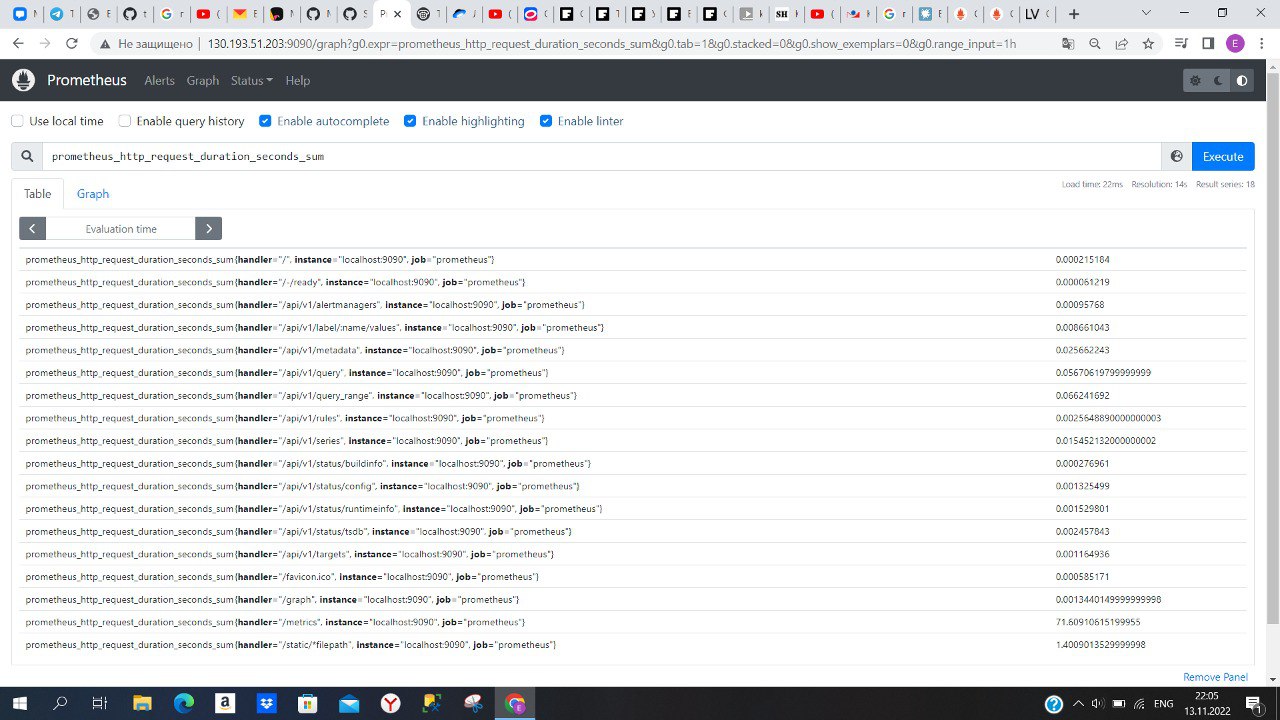 Не защищено | 130.193.51.203:9090/graph?g0.expr=prometheus_http_request_duration_seconds_sum&g0.tab=1&g0.stacked=0&g0.show_exemplars=0&g0.range_input=1h
Prometheus Alerts Graph Status Help
Use local time Enable query history Enable autocomplete Enable highlighting Enable linter
prometheus_http_request_duration_seconds_sum Execute
Table Graph Load time: 22ms Resolution: 14s Result series: 18
Evaluation time
prometheus_http_request_duration_seconds_sum{handler="/", instance="localhost:9090", job="prometheus"} 0.000215184
prometheus_http_request_duration_seconds_sum{handler="/-/ready", instance="localhost:9090", job="prometheus"} 0.000061219
prometheus_http_request_duration_seconds_sum{handler="/api/v1/alertmanagers", instance="localhost:9090", job="prometheus"} 0.00095768
prometheus_http_request_duration_seconds_sum{handler="/api/v1/label/:name/values", instance="localhost:9090", job="prometheus"} 0.008661043
prometheus_http_request_duration_seconds_sum{handler="/api/v1/metadata", instance="localhost:9090", job="prometheus"} 0.025662243
prometheus_http_request_duration_seconds_sum{handler="/api/v1/query", instance="localhost:9090", job="prometheus"} 0.05670619799999999
prometheus_http_request_duration_seconds_sum{handler="/api/v1/query_range", instance="localhost:9090", job="prometheus"} 0.066241692
prometheus_http_request_duration_seconds_sum{handler="/api/v1/rules", instance="localhost:9090", job="prometheus"} 0.0025648890000000003
prometheus_http_request_duration_seconds_sum{handler="/api/v1/series", instance="localhost:9090", job="prometheus"} 0.015452132000000002
prometheus_http_request_duration_seconds_sum{handler="/api/v1/status/buildinfo", instance="localhost:9090", job="prometheus"} 0.000276961
prometheus_http_request_duration_seconds_sum{handler="/api/v1/status/config", instance="localhost:9090", job="prometheus"} 0.001325499
prometheus_http_request_duration_seconds_sum{handler="/api/v1/status/runtimeinfo", instance="localhost:9090", job="prometheus"} 0.001529801
prometheus_http_request_duration_seconds_sum{handler="/api/v1/status/tsdb", instance="localhost:9090", job="prometheus"} 0.002457843
prometheus_http_request_duration_seconds_sum{handler="/api/v1/targets", instance="localhost:9090", job="prometheus"} 0.001164936
prometheus_http_request_duration_seconds_sum{handler="/favicon.ico", instance="localhost:9090", job="prometheus"} 0.000585171
prometheus_http_request_duration_seconds_sum{handler="/graph", instance="localhost:9090", job="prometheus"} 0.0013440149999999998
prometheus_http_request_duration_seconds_sum{handler="/metrics", instance="localhost:9090", job="prometheus"} 71.60910615199955
prometheus_http_request_duration_seconds_sum{handler="/static/*filepath", instance="localhost:9090", job="prometheus"} 1.4009013529999998
Remove Panel
ENG 22:05
13.11.2022